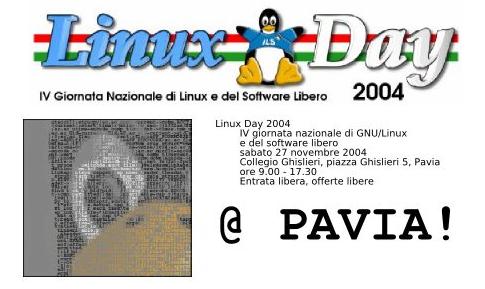 Linux Day
ILS
IV Giornata Nazionale di Linux e del Software Libero 2004
Linux Day 2004
IV giornata nazionale di GNU/Linux
e del software libero
sabato 27 novembre 2004
Collegio Ghislieri, piazza Ghislieri 5, Pavia
ore 9.00 - 17.30
Entrata libera, offerte libere
@ PAVIA!